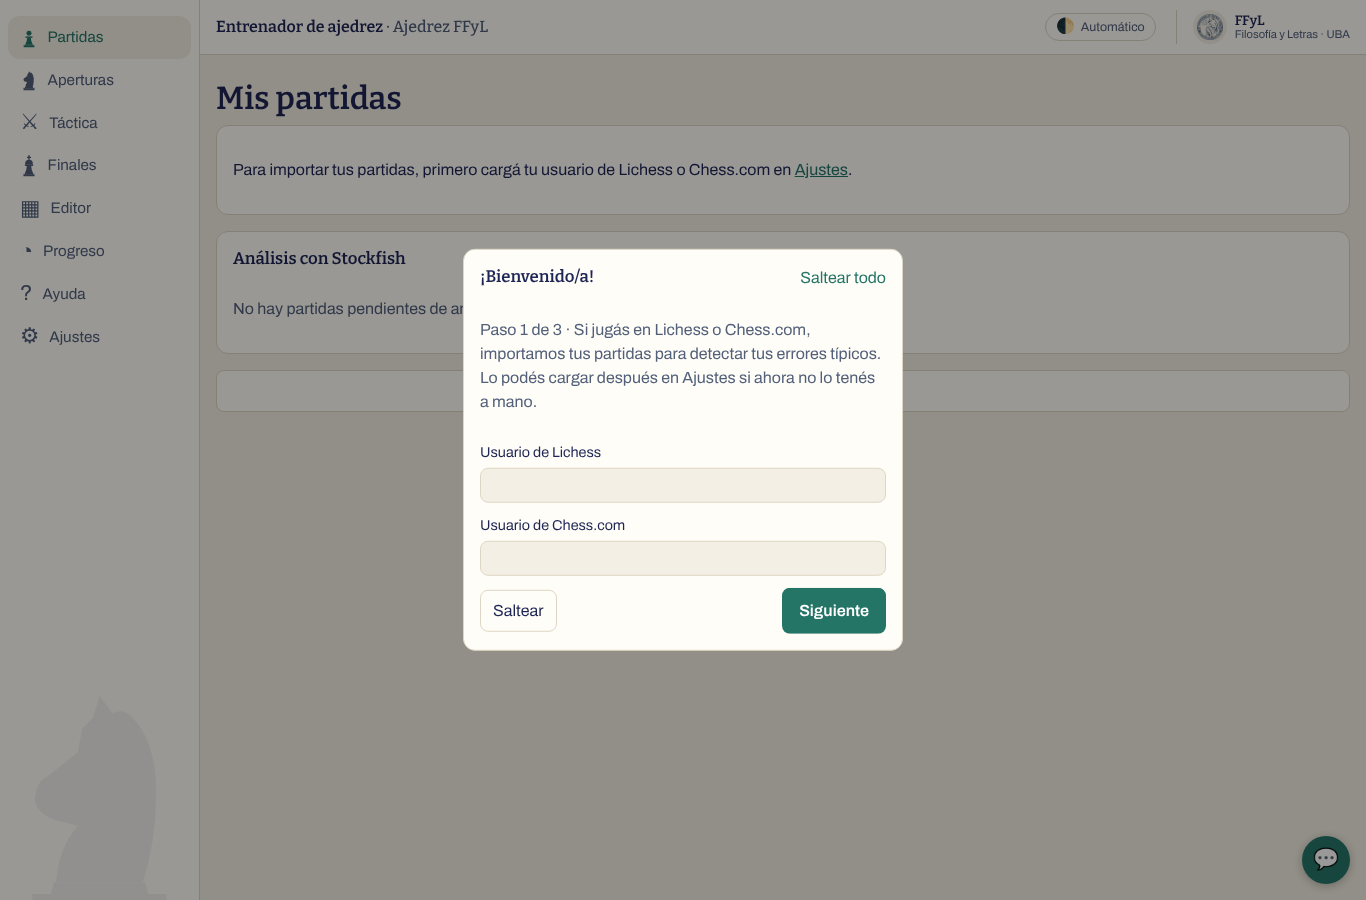 Partidas
Aperturas
Táctica
Finales
Editor
Progreso
? Ayuda
Ajustes
Entrenador de ajedrez · Ajedrez FFyL
Automático
FFyL
Filosofía y Letras · UBA
Mis partidas
Para importar tus partidas, primero cargá tu usuario de Lichess o Chess.com en Ajustes.
Análisis con Stockfish
No hay partidas pendientes de
¡Bienvenido/a!
Saltear todo
Paso 1 de 3 · Si jugás en Lichess o Chess.com,
importamos tus partidas para detectar tus errores típicos.
Lo podés cargar después en Ajustes si ahora no lo tenés
a mano.
Usuario de Lichess
Usuario de Chess.com
Saltear
Siguiente